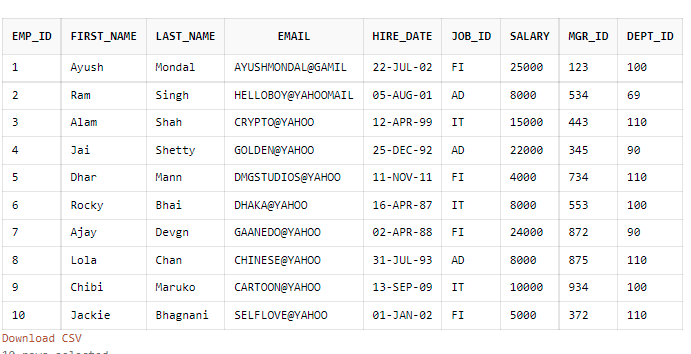 EMP_ID FIRST_NAME LAST_NAME EMAIL HIRE_DATE JOB_ID SALARY MGR_ID DEPT_ID
1 Ayush Mondal AYUSHMONDAL@GAMIL 22-JUL-02 FI 25000 123 100
2 Ram Singh HELLOBOY@YAHOOMAIL 05-AUG-01 AD 8000 534 69
3 Alam Shah CRYPTO@YAHOO 12-APR-99 IT 15000 443 110
4 Jai Shetty GOLDEN@YAHOO 25-DEC-92 AD 22000 345 90
5 Dhar Mann DMGSTUDIOS@YAHOO 11-NOV-11 FI 4000 734 110
6 Rocky Bhai DHAKA@YAHOO 16-APR-87 IT 8000 553 100
7 Ajay Devgn GAANEDO@YAHOO 02-APR-88 FI 24000 872 90
8 Lola Chan CHINESE@YAHOO 31-JUL-93 AD 8000 875 110
9 Chibi Maruko CARTOON@YAHOO 13-SEP-09 IT 10000 934 100
10 Jackie Bhagnani SELFLOVE@YAHOO 01-JAN-02 FI 5000 372 110
Download CSV
10 rows selected